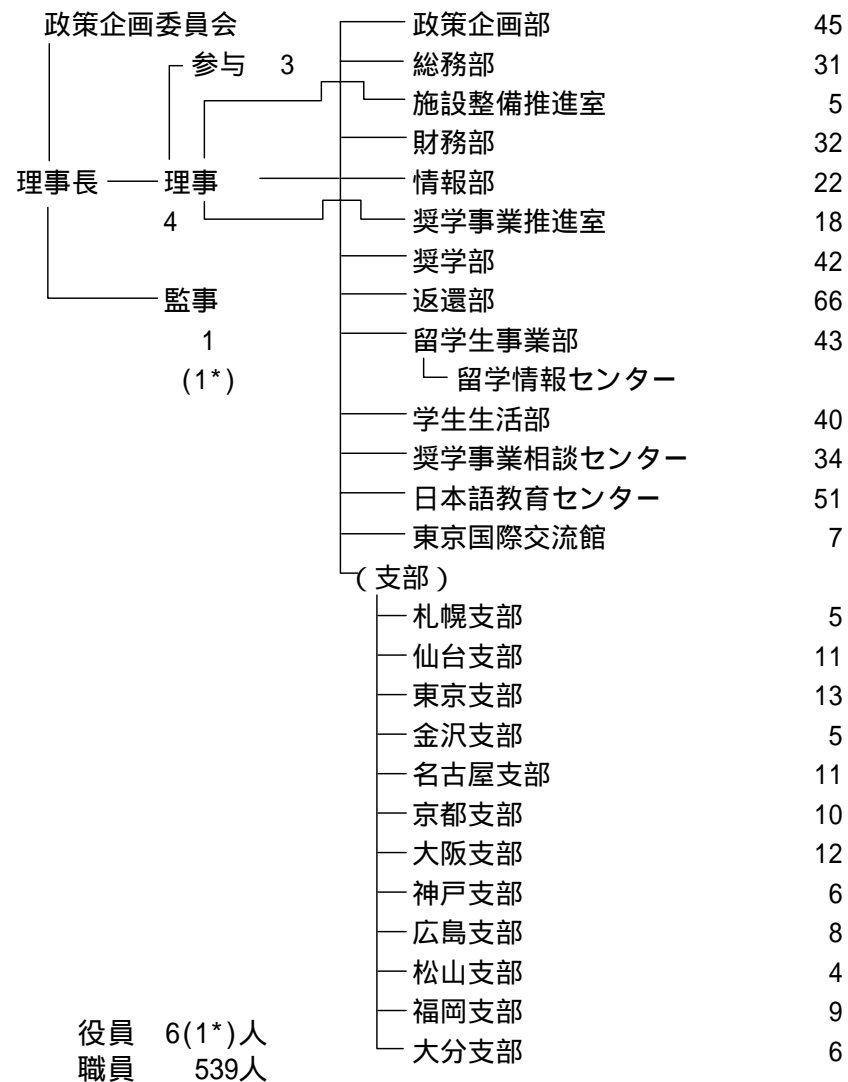 政策企画委員会
参与 3
理事長
理事
4
監事
1
(1*)
政策企画部 45
総務部 31
施設整備推進室 5
財務部 32
情報部 22
奨学事業推進室 18
奨学部 42
返還部 66
留学生事業部 43
留学情報センター
学生生活部 40
奨学事業相談センター 34
日本語教育センター 51
東京国際交流館 7
(支部)
札幌支部 5
仙台支部 11
東京支部 13
金沢支部 5
名古屋支部 11
京都支部 10
大阪支部 12
神戸支部 6
広島支部 8
松山支部 4
福岡支部 9
大分支部 6
役員 6(1*)人
職員 539人